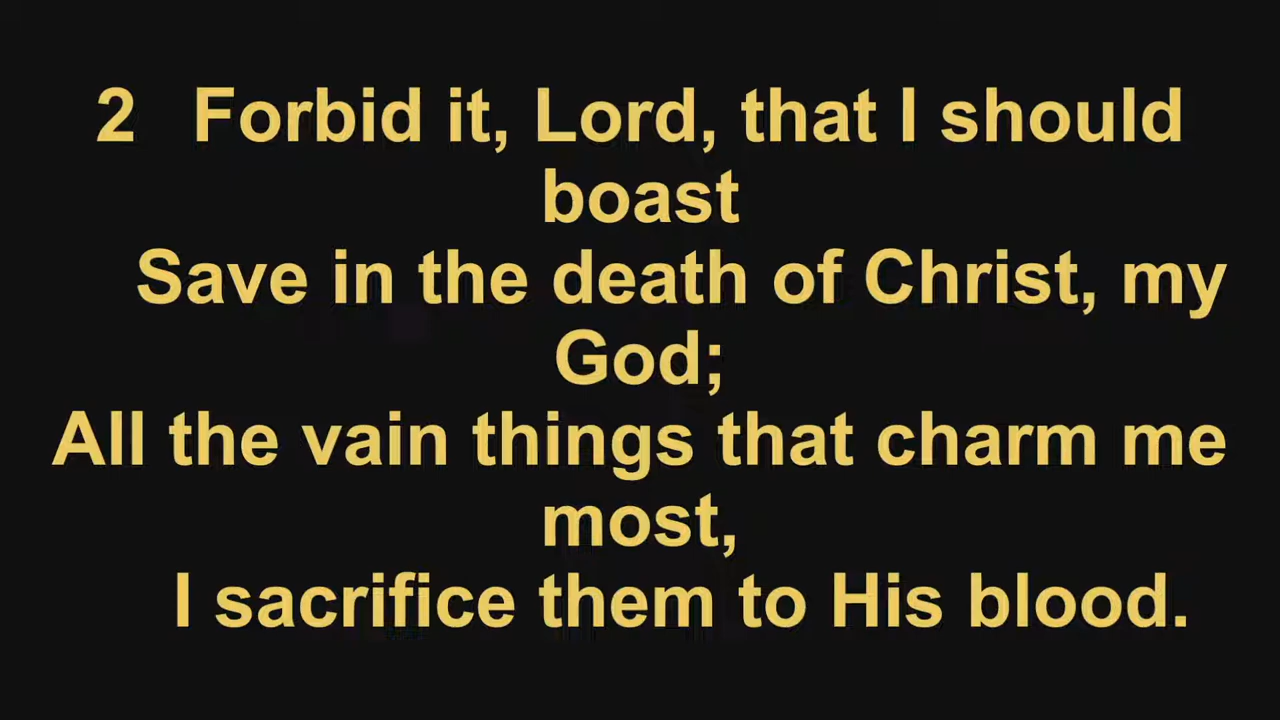 2 Forbid it, Lord, that I should
boast
Save in the death of Christ, my
God;
All the vain things that charm me
most,
I sacrifice them to His blood.